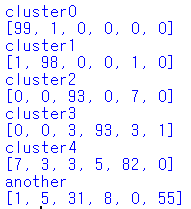 cluster0
[99, 1, 0, 0, 0, 0]
cluster1
[1, 98, 0, 0, 1, 0]
cluster2
[0, 0, 93, 0, 7, 0]
cluster3
[0, 0, 3, 93, 3, 1]
cluster4
[7, 3, 3, 5, 82, 0]
another
[1, 5, 31, 8, 0, 55]